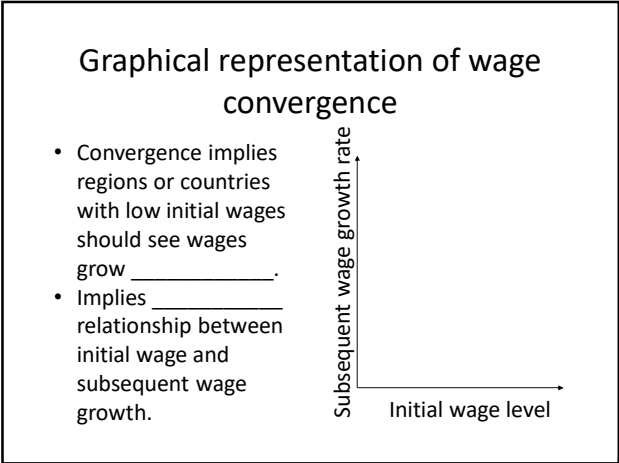 Graphical representation of wage
convergence
• Convergence implies
regions or countries
with low initial wages
should see wages
grow ____________.
• Implies ___________
relationship between
initial wage and
subsequent wage
growth.
Subsequent wage growth rate
Initial wage level